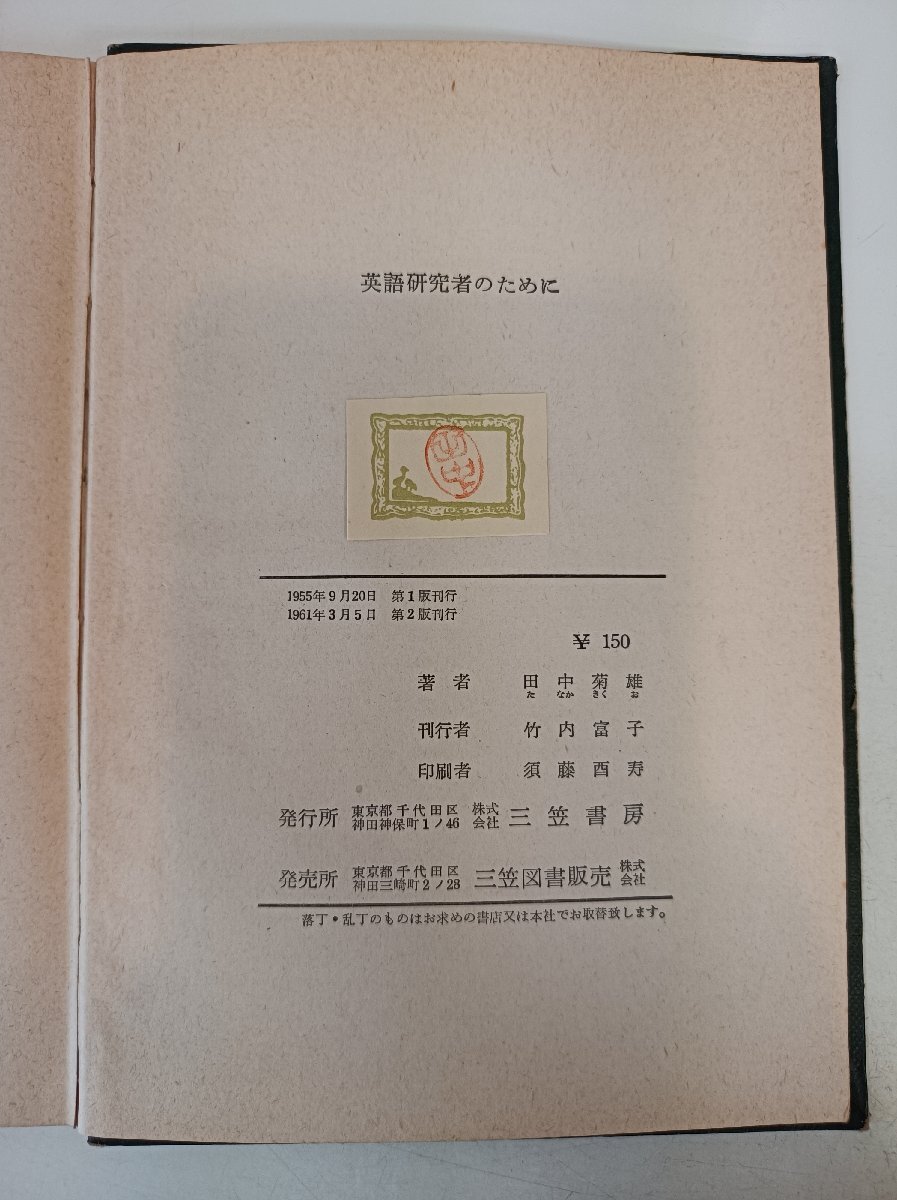 英語研究者のために
1955年9月20日 第1版刊行
1961年3月5日 第2版刊行
¥ 150
著者 田中菊雄
た なか きく お
刊行者 竹内富子
印刷者 須藤酉寿
発行所 東京都千代田区神田神保町1ノ46 株式会社 三笠書房
発売所 東京都千代田区神田三崎町2ノ23 三笠図書販売 株式会社
落丁・乱丁のものはお求めの書店又は本社でお取替致します。